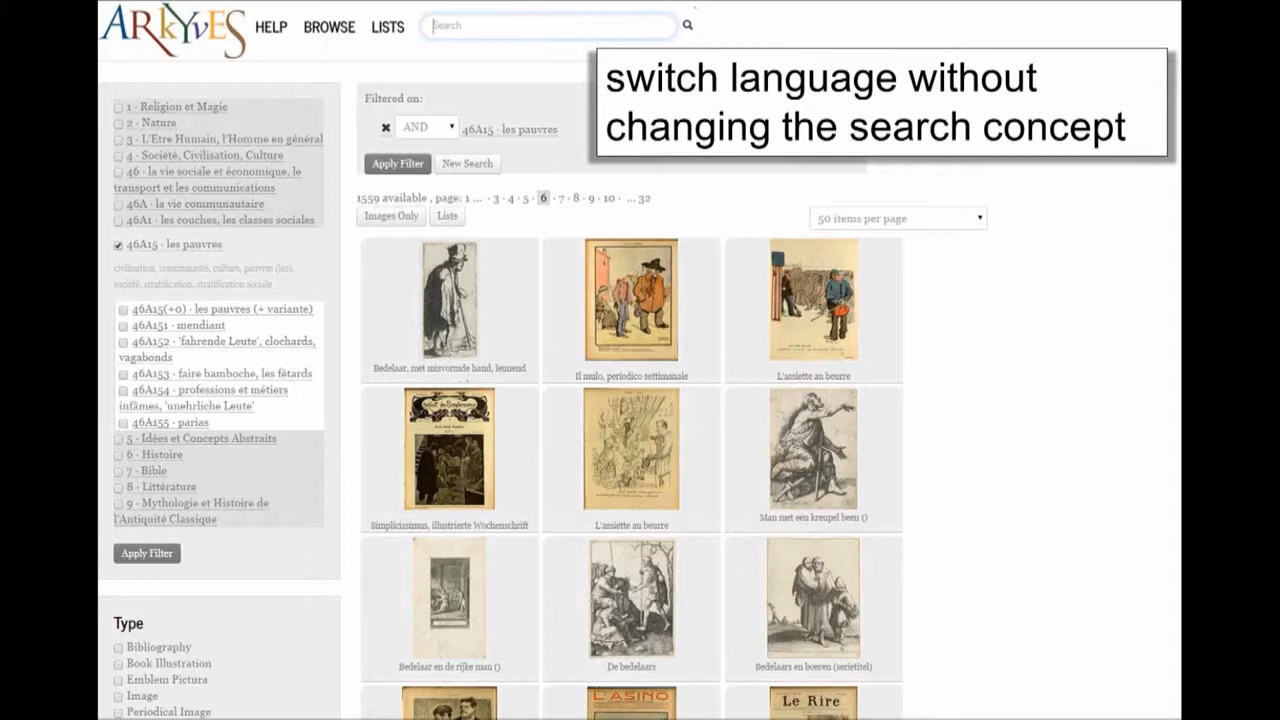 ARKYVES HELP BROWSE LISTS Search
switch language without
changing the search concept
1 · Religion et Magie
2 · Nature
3 · L'Etre Humain, l'Homme en général
4 · Société, Civilisation, Culture
46 · la vie sociale et économique, le
transport et les communications
46A · la vie communautaire
46A1 · les couches, les classes sociales
46A15 · les pauvres
civilisation, communauté, culture, pauvres (les),
société, stratification, stratification sociale
46A15(+0) · les pauvres (+ variante)
46A151 · mendiant
46A152 · 'fahrende Leute', clochards,
vagabonds
46A153 · faire bamboche, les fêtards
46A154 · professions et métiers
infâmes, 'unehrliche Leute'
46A155 · parias
5 · Idées et Concepts Abstraits
6 · Histoire
7 · Bible
8 · Littérature
9 · Mythologie et Histoire de
l'Antiquité Classique
Apply Filter
Type
Bibliography
Book Illustration
Emblem Pictura
Image
Periodical Image
Filtered on:
AND 46A15 · les pauvres
Apply Filter New Search
1559 available , page: 1 ... · 3 · 4 · 5 · 6 · 7 · 8 · 9 · 10 · ... 32
Images Only Lists
50 items per page
Bedelaar, met misvormde hand, leunend
Il mulo, periodico settimanale
L'assiette au beurre
Simplicissimus, illustrierte Wochenschrift
L'assiette au beurre
Man met een kreupel been ()
Bedelaar en de rijke man ()
De bedelaars
Bedelaars en boeren (serietitel)
L'ASINO
Le Rire